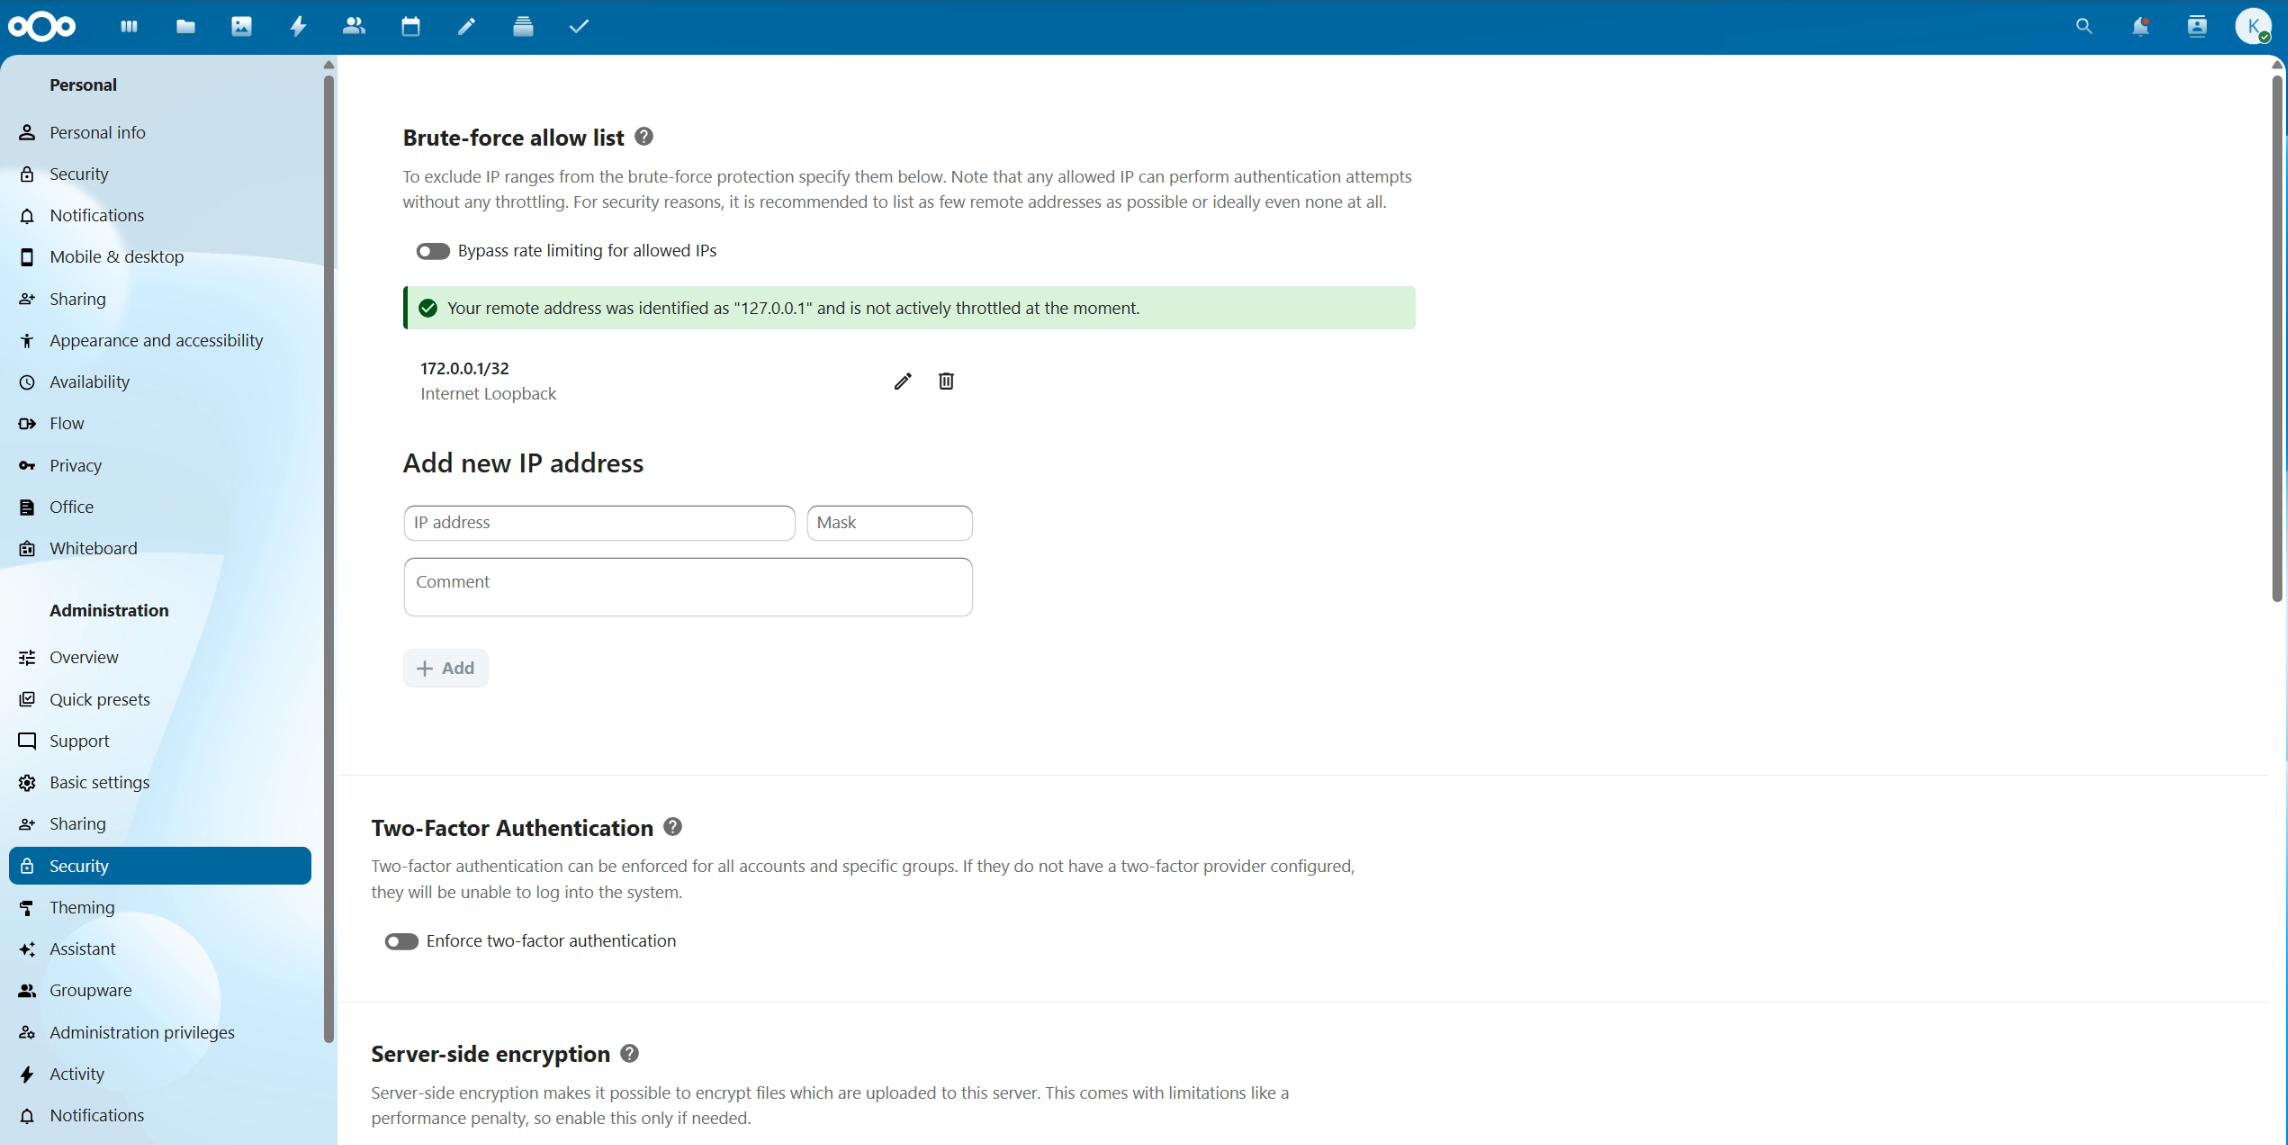 K
Personal
Personal info
Security
Notifications
Mobile & desktop
Sharing
Appearance and accessibility
Availability
Flow
Privacy
Office
Whiteboard
Administration
Overview
Quick presets
Support
Basic settings
Sharing
Security
Theming
Assistant
Groupware
Administration privileges
Activity
Notifications
Brute-force allow list
To exclude IP ranges from the brute-force protection specify them below. Note that any allowed IP can perform authentication attempts
without any throttling. For security reasons, it is recommended to list as few remote addresses as possible or ideally even none at all.
Bypass rate limiting for allowed IPs
Your remote address was identified as "127.0.0.1" and is not actively throttled at the moment.
172.0.0.1/32
Internet Loopback
Add new IP address
IP address
Mask
Comment
Add
Two-Factor Authentication
Two-factor authentication can be enforced for all accounts and specific groups. If they do not have a two-factor provider configured,
they will be unable to log into the system.
Enforce two-factor authentication
Server-side encryption
Server-side encryption makes it possible to encrypt files which are uploaded to this server. This comes with limitations like a
performance penalty, so enable this only if needed.